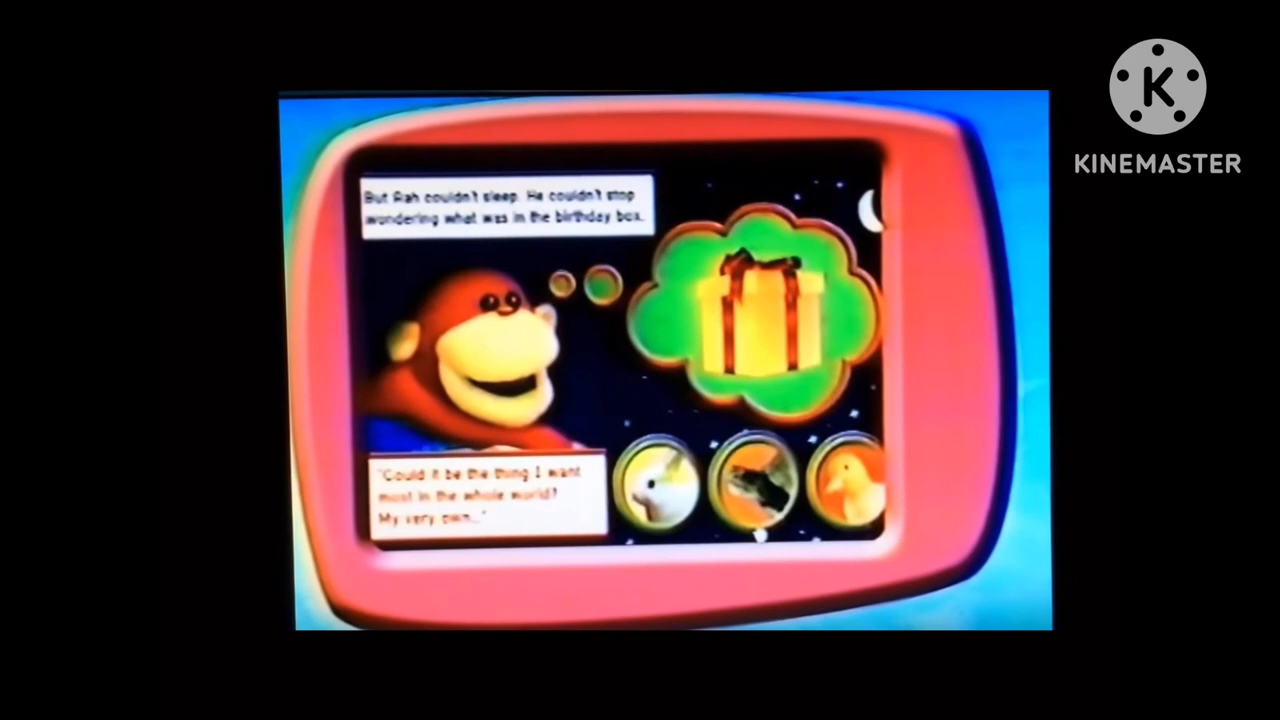 But Rah couldn't sleep. He couldn't stop
wondering what was in the birthday box.
"Could it be the thing I want
most in the whole world?
My very own..."
K
KINEMASTER